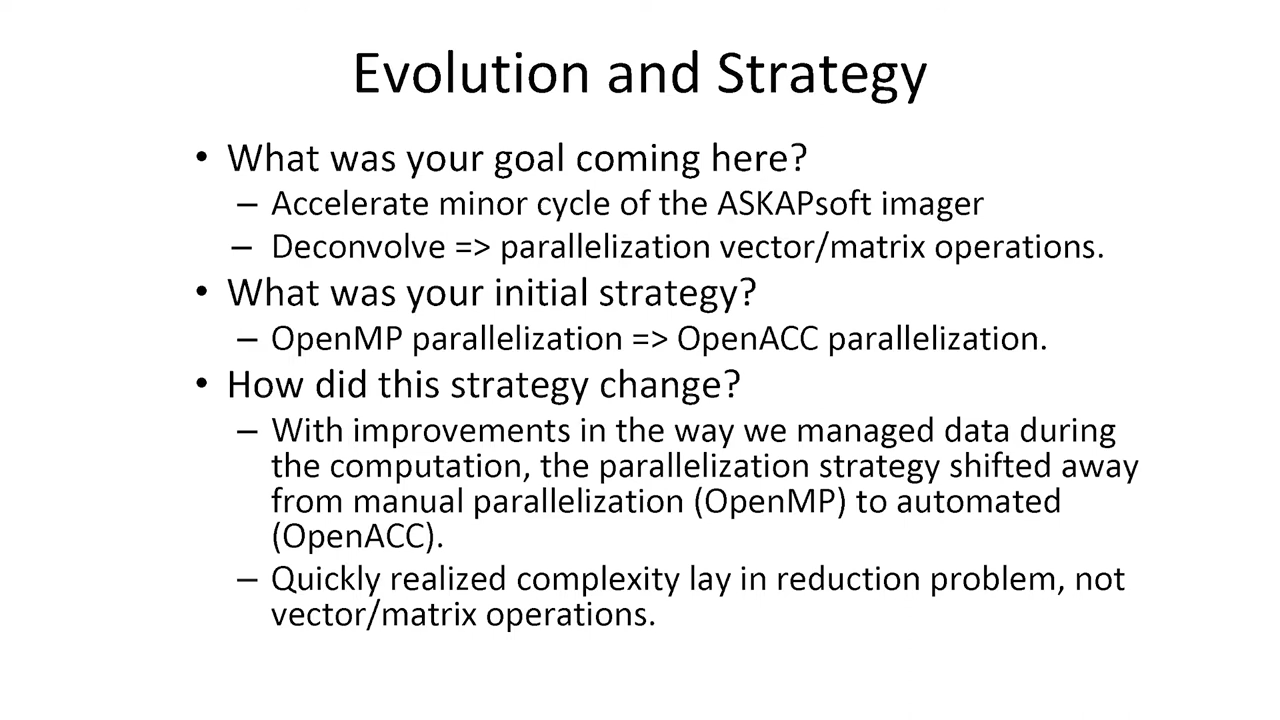 Evolution and Strategy
• What was your goal coming here?
– Accelerate minor cycle of the ASKAPsoft imager
– Deconvolve => parallelization vector/matrix operations.
• What was your initial strategy?
– OpenMP parallelization => OpenACC parallelization.
• How did this strategy change?
– With improvements in the way we managed data during
the computation, the parallelization strategy shifted away
from manual parallelization (OpenMP) to automated
(OpenACC).
– Quickly realized complexity lay in reduction problem, not
vector/matrix operations.